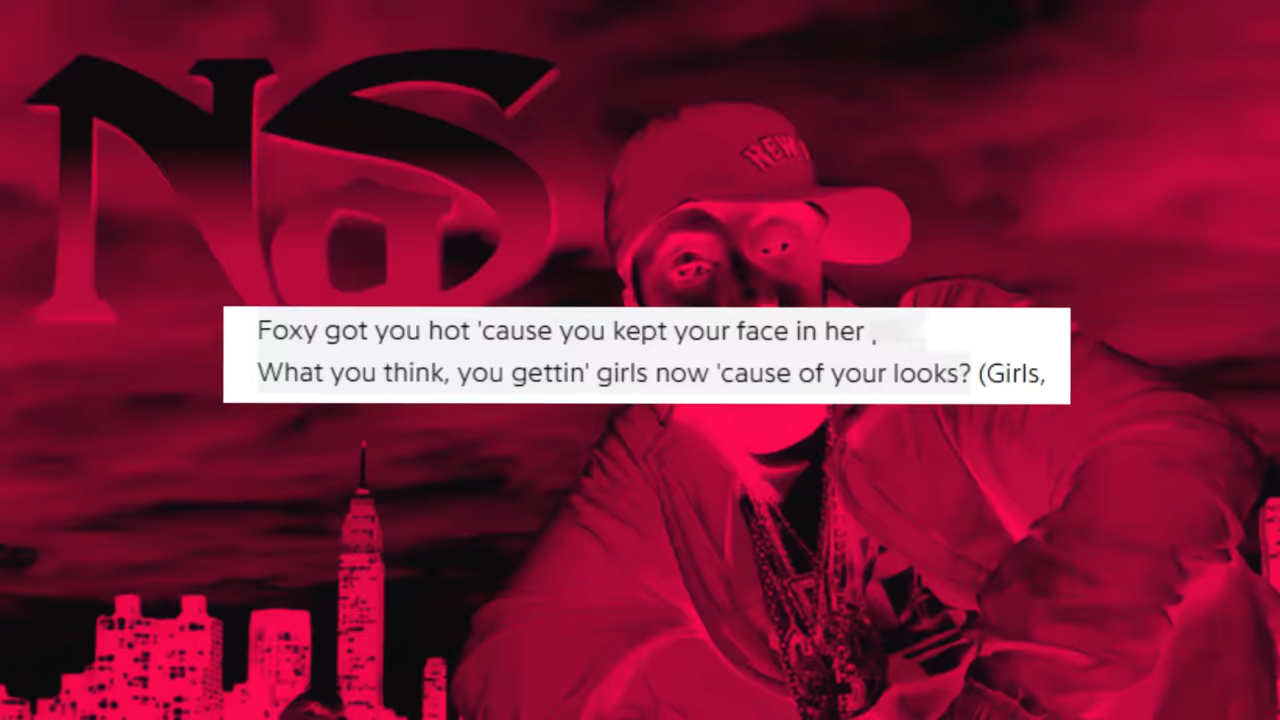 Nas
NEW
Foxy got you hot 'cause you kept your face in her ,
What you think, you gettin' girls now 'cause of your looks? (Girls,